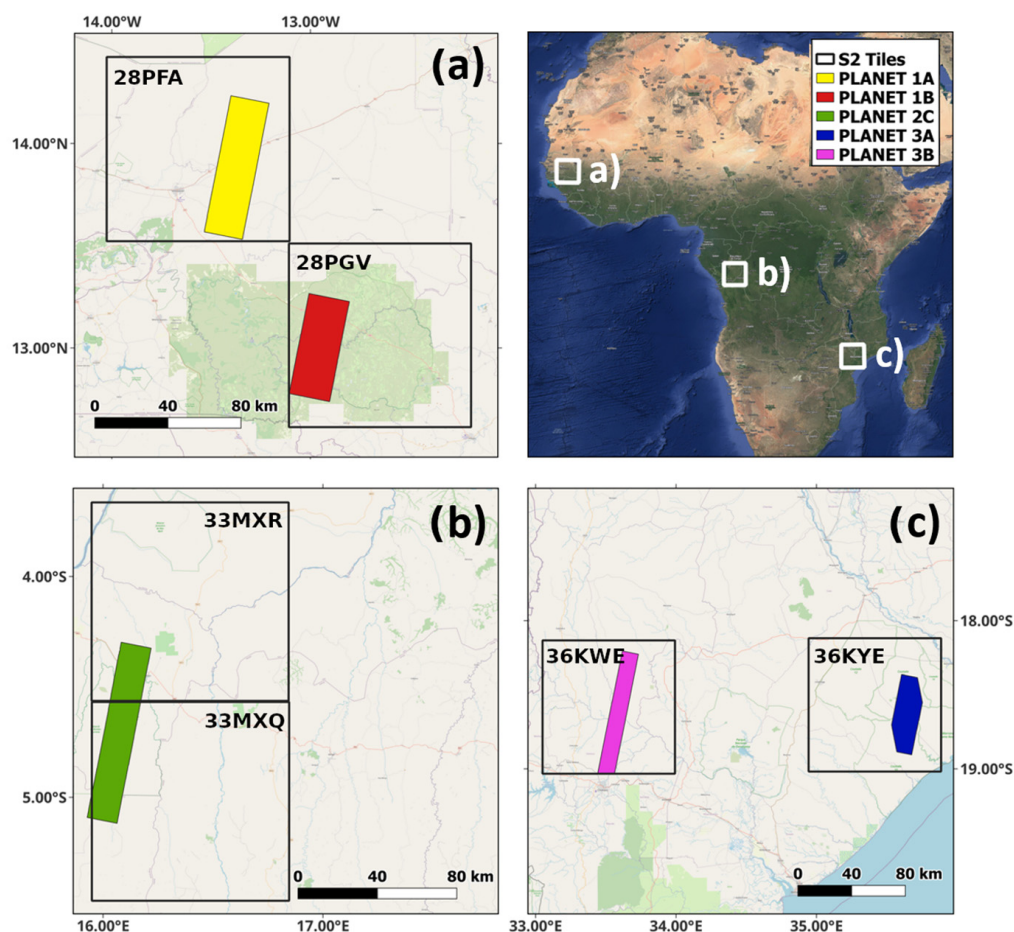 14.00°W 13.00°W
(a)
28PFA
14.00°N
28PGV
13.00°N
0 40 80 km
S2 Tiles
PLANET 1A
PLANET 1B
PLANET 2C
PLANET 3A
PLANET 3B
a)
b)
c)
(b)
33MXR
4.00°S
33MXQ
5.00°S
0 40 80 km
16.00°E 17.00°E
(c)
18.00°S
36KWE 36KYE
19.00°S
0 40 80 km
33.00°E 34.00°E 35.00°E